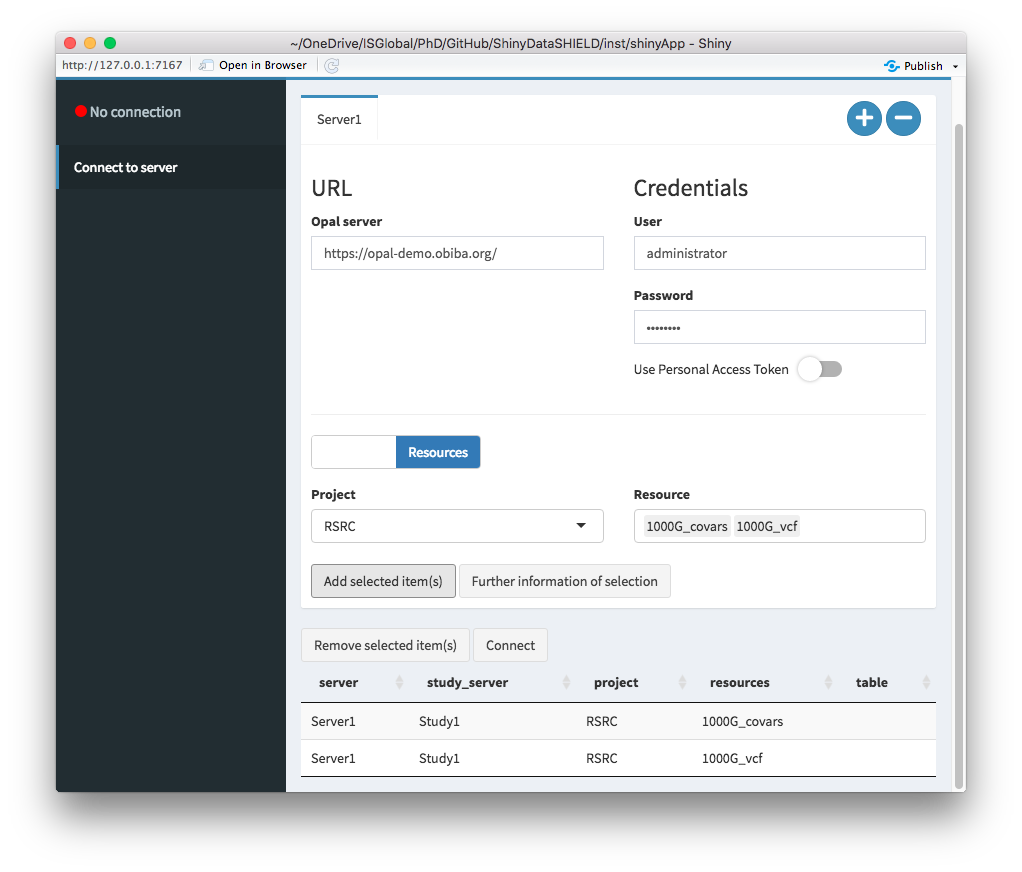 ~/OneDrive/ISGlobal/PhD/GitHub/ShinyDataSHIELD/inst/shinyApp - Shiny
http://127.0.0.1:7167 Open in Browser Publish
No connection
Connect to server
Server1
URL
Opal server
https://opal-demo.obiba.org/
Credentials
User
administrator
Password
••••••••
Use Personal Access Token
Resources
Project
RSRC
Resource
1000G_covars 1000G_vcf
Add selected item(s) Further information of selection
Remove selected item(s) Connect
server study_server project resources table
Server1 Study1 RSRC 1000G_covars
Server1 Study1 RSRC 1000G_vcf